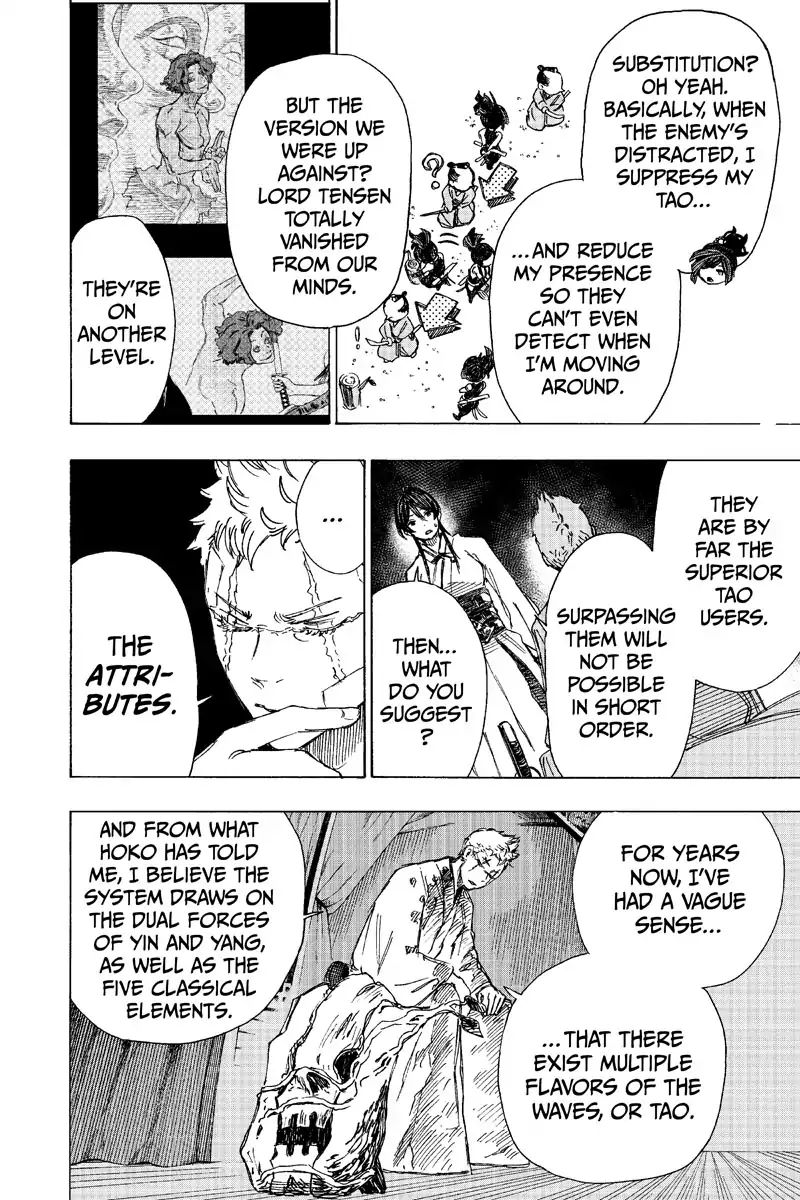 SUBSTITUTION?
OH YEAH.
BASICALLY, WHEN
THE ENEMY'S
DISTRACTED, I
SUPPRESS MY
TAO...
...AND REDUCE
MY PRESENCE
SO THEY
CAN'T EVEN
DETECT WHEN
I'M MOVING
AROUND.
?
BUT THE
VERSION WE
WERE UP
AGAINST?
LORD TENSEN
TOTALLY
VANISHED
FROM OUR
MINDS.
THEY'RE
ON
ANOTHER
LEVEL.
THEY
ARE BY
FAR THE
SUPERIOR
TAO
USERS.
SURPASSING
THEM WILL
NOT BE
POSSIBLE
IN SHORT
ORDER.
THEN...
WHAT
DO YOU
SUGGEST
?
...
THE
ATTRI-
BUTES.
FOR YEARS
NOW, I'VE
HAD A VAGUE
SENSE...
...THAT THERE
EXIST MULTIPLE
FLAVORS OF THE
WAVES, OR TAO.
AND FROM WHAT
HOKO HAS TOLD
ME, I BELIEVE THE
SYSTEM DRAWS ON
THE DUAL FORCES
OF YIN AND YANG,
AS WELL AS THE
FIVE CLASSICAL
ELEMENTS.